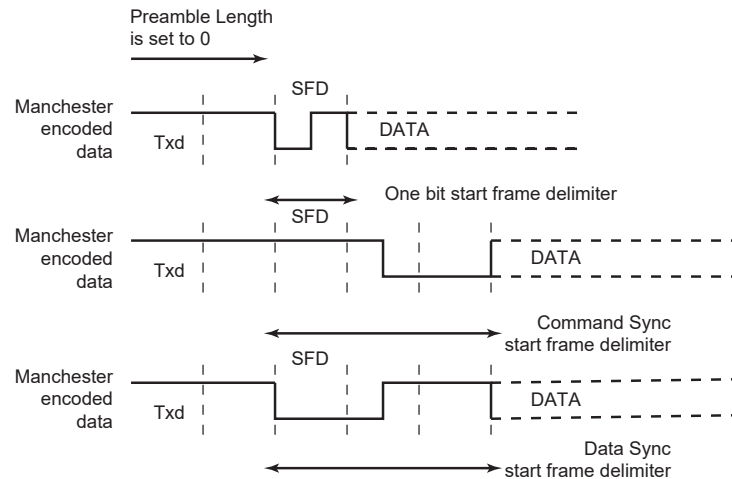 Preamble Length
is set to 0
SFD
Manchester
encoded
data
Txd
DATA
One bit start frame delimiter
SFD
Manchester
encoded
data
Txd
DATA
Command Sync
start frame delimiter
SFD
Manchester
encoded
data
Txd
DATA
Data Sync
start frame delimiter